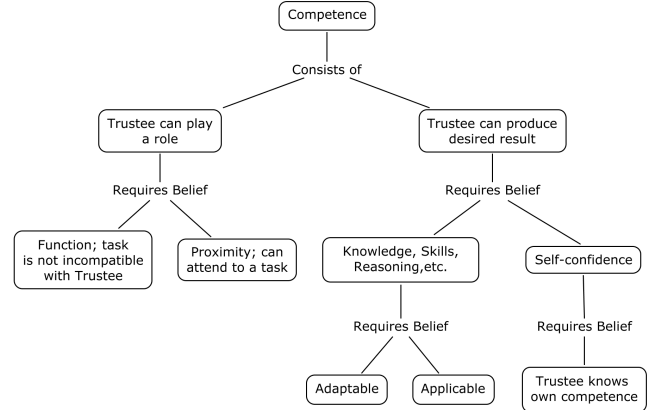 Competence
Consists of
Trustee can play
a role
Trustee can produce
desired result
Requires Belief
Requires Belief
Function; task
is not incompatible
with Trustee
Proximity; can
attend to a task
Knowledge, Skills,
Reasoning,etc.
Self-confidence
Requires Belief
Requires Belief
Adaptable
Applicable
Trustee knows
own competence